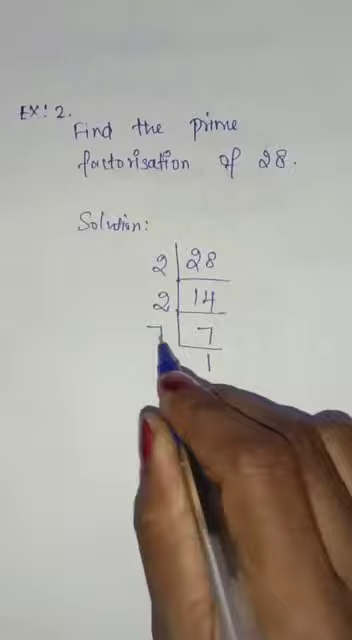 Ex: 2.
Find the prime
factorisation of 28.
Solution:
2 | 28
2 | 14
7 | 7
1